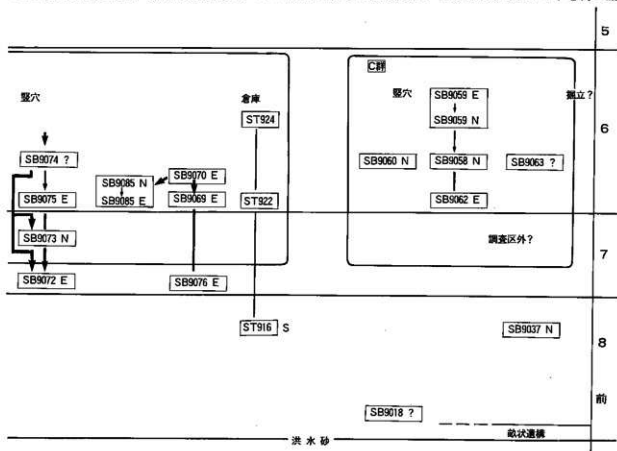 5
C群
竪穴
倉庫
竪穴
SB9059 E
SB9059 N
掘立?
ST924
6
SB9074 ?
SB9070 E
SB9085 N
SB9085 E
SB9060 N
SB9058 N
SB9063 ?
SB9075 E
SB9069 E
ST922
SB9062 E
SB9073 N
調査区外?
7
SB9072 E
SB9076 E
ST916 S
SB9037 N
8
前
SB9018 ?
畝状遺構
洪水砂